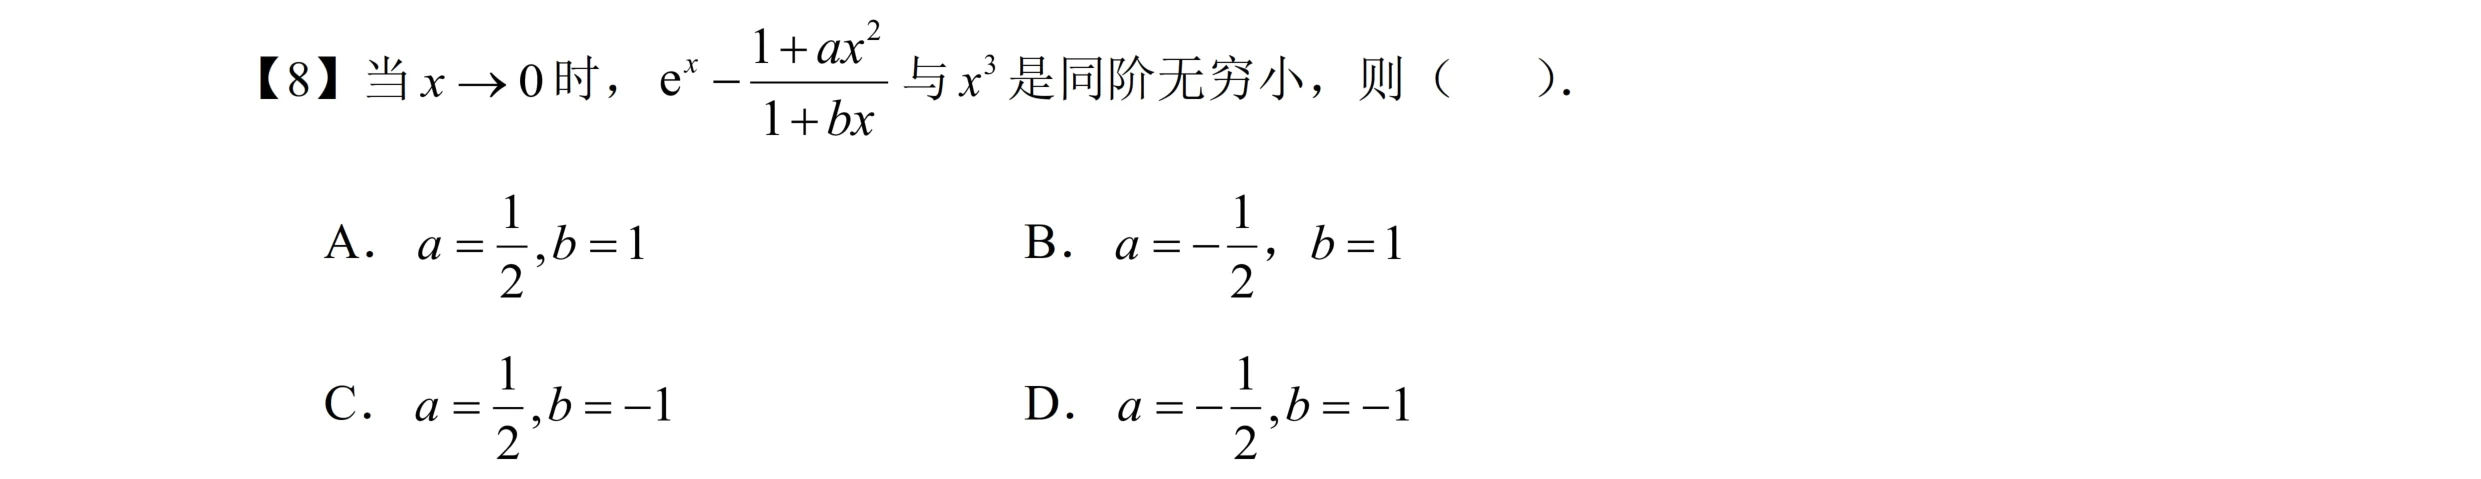 【8】当 x → 0 时，e^x − \frac{1+ax^2}{1+bx} 与 x^3 是同阶无穷小，则（　　）.
A． a = \frac{1}{2}, b = 1　　B． a = −\frac{1}{2}， b = 1
C． a = \frac{1}{2}, b = −1　　D． a = −\frac{1}{2}, b = −1